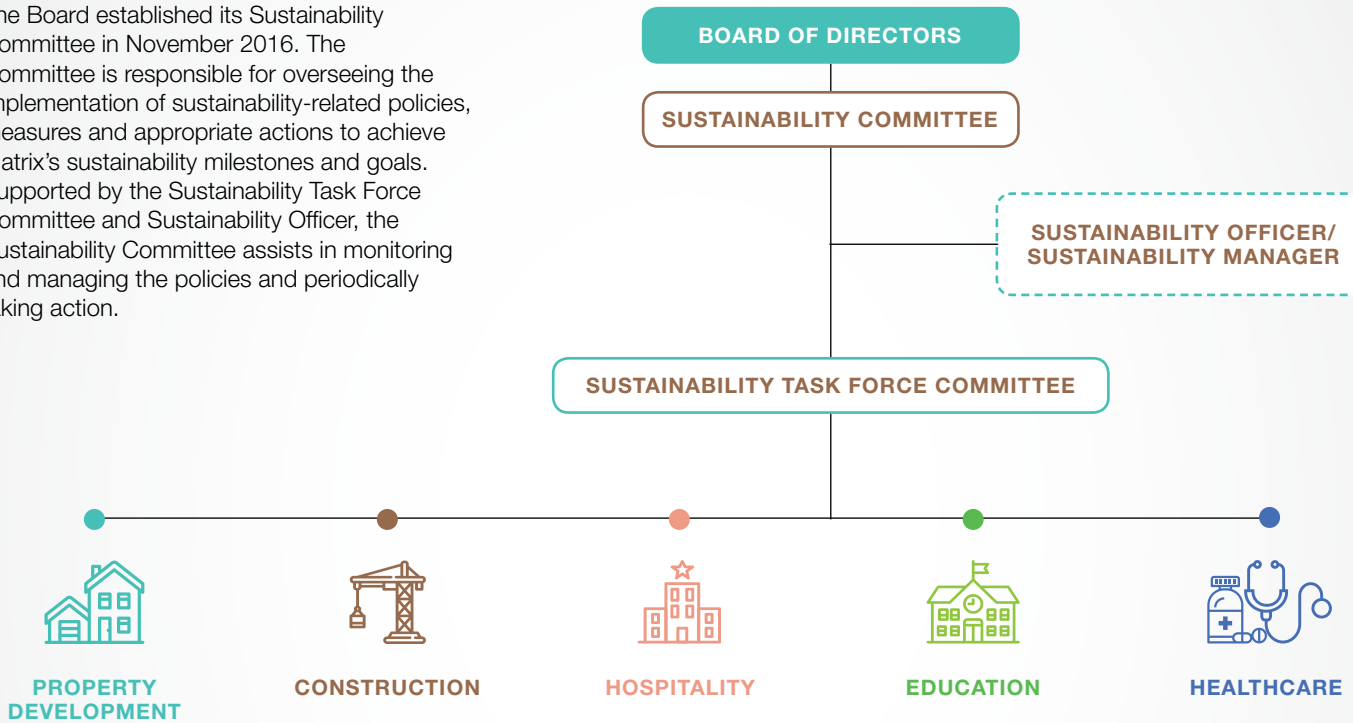 he Board established its Sustainability
ommittee in November 2016. The
ommittee is responsible for overseeing the
mplementation of sustainability-related policies,
easures and appropriate actions to achieve
atrix's sustainability milestones and goals.
upported by the Sustainability Task Force
ommittee and Sustainability Officer, the
ustainability Committee assists in monitoring
nd managing the policies and periodically
king action.
BOARD OF DIRECTORS
SUSTAINABILITY COMMITTEE
SUSTAINABILITY OFFICER/
SUSTAINABILITY MANAGER
SUSTAINABILITY TASK FORCE COMMITTEE
PROPERTY
DEVELOPMENT
CONSTRUCTION
HOSPITALITY
EDUCATION
HEALTHCARE